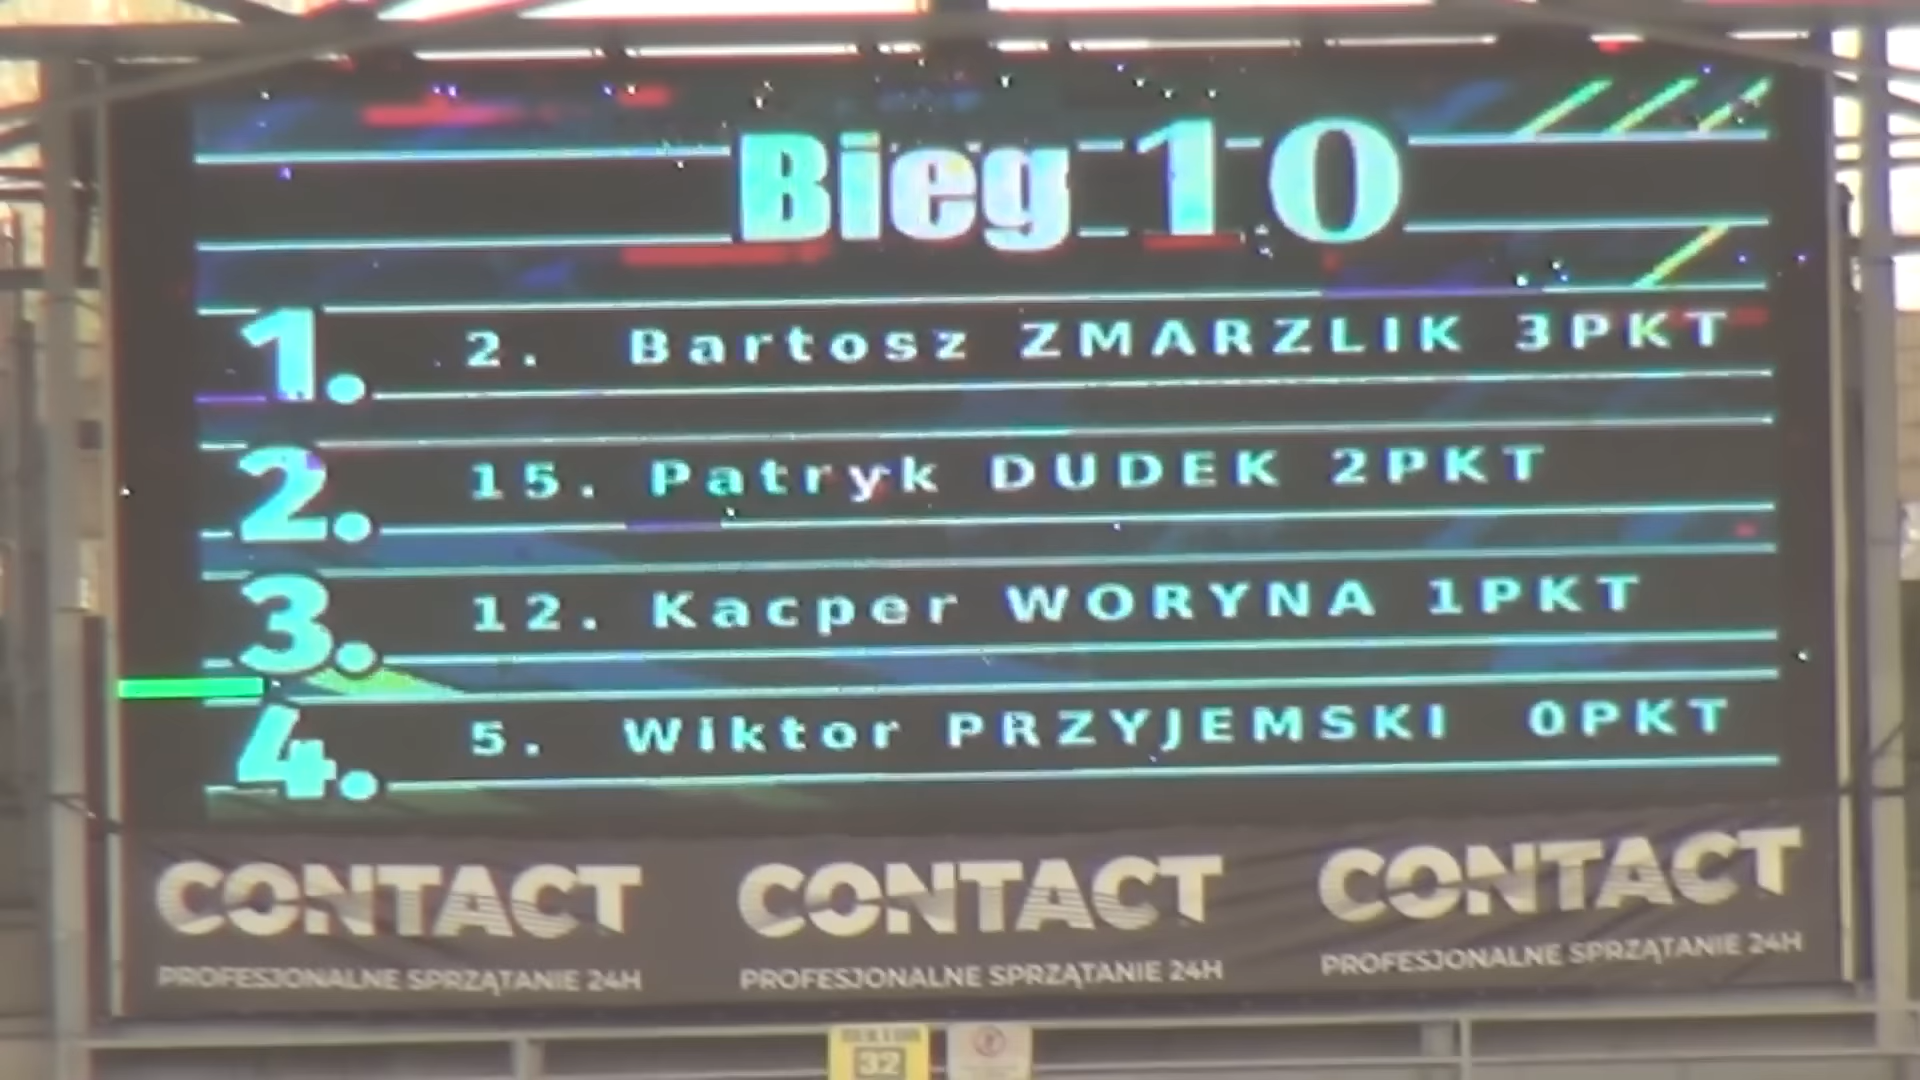 Bieg 10
1. 2. Bartosz ZMARZLIK 3PKT
2. 15. Patryk DUDEK 2PKT
3. 12. Kacper WORYNA 1PKT
4. 5. Wiktor PRZYJEMSKI 0PKT
CONTACT CONTACT CONTACT
PROFESJONALNE SPRZĄTANIE 24H PROFESJONALNE SPRZĄTANIE 24H PROFESJONALNE SPRZĄTANIE 24H
SEKTOR
32